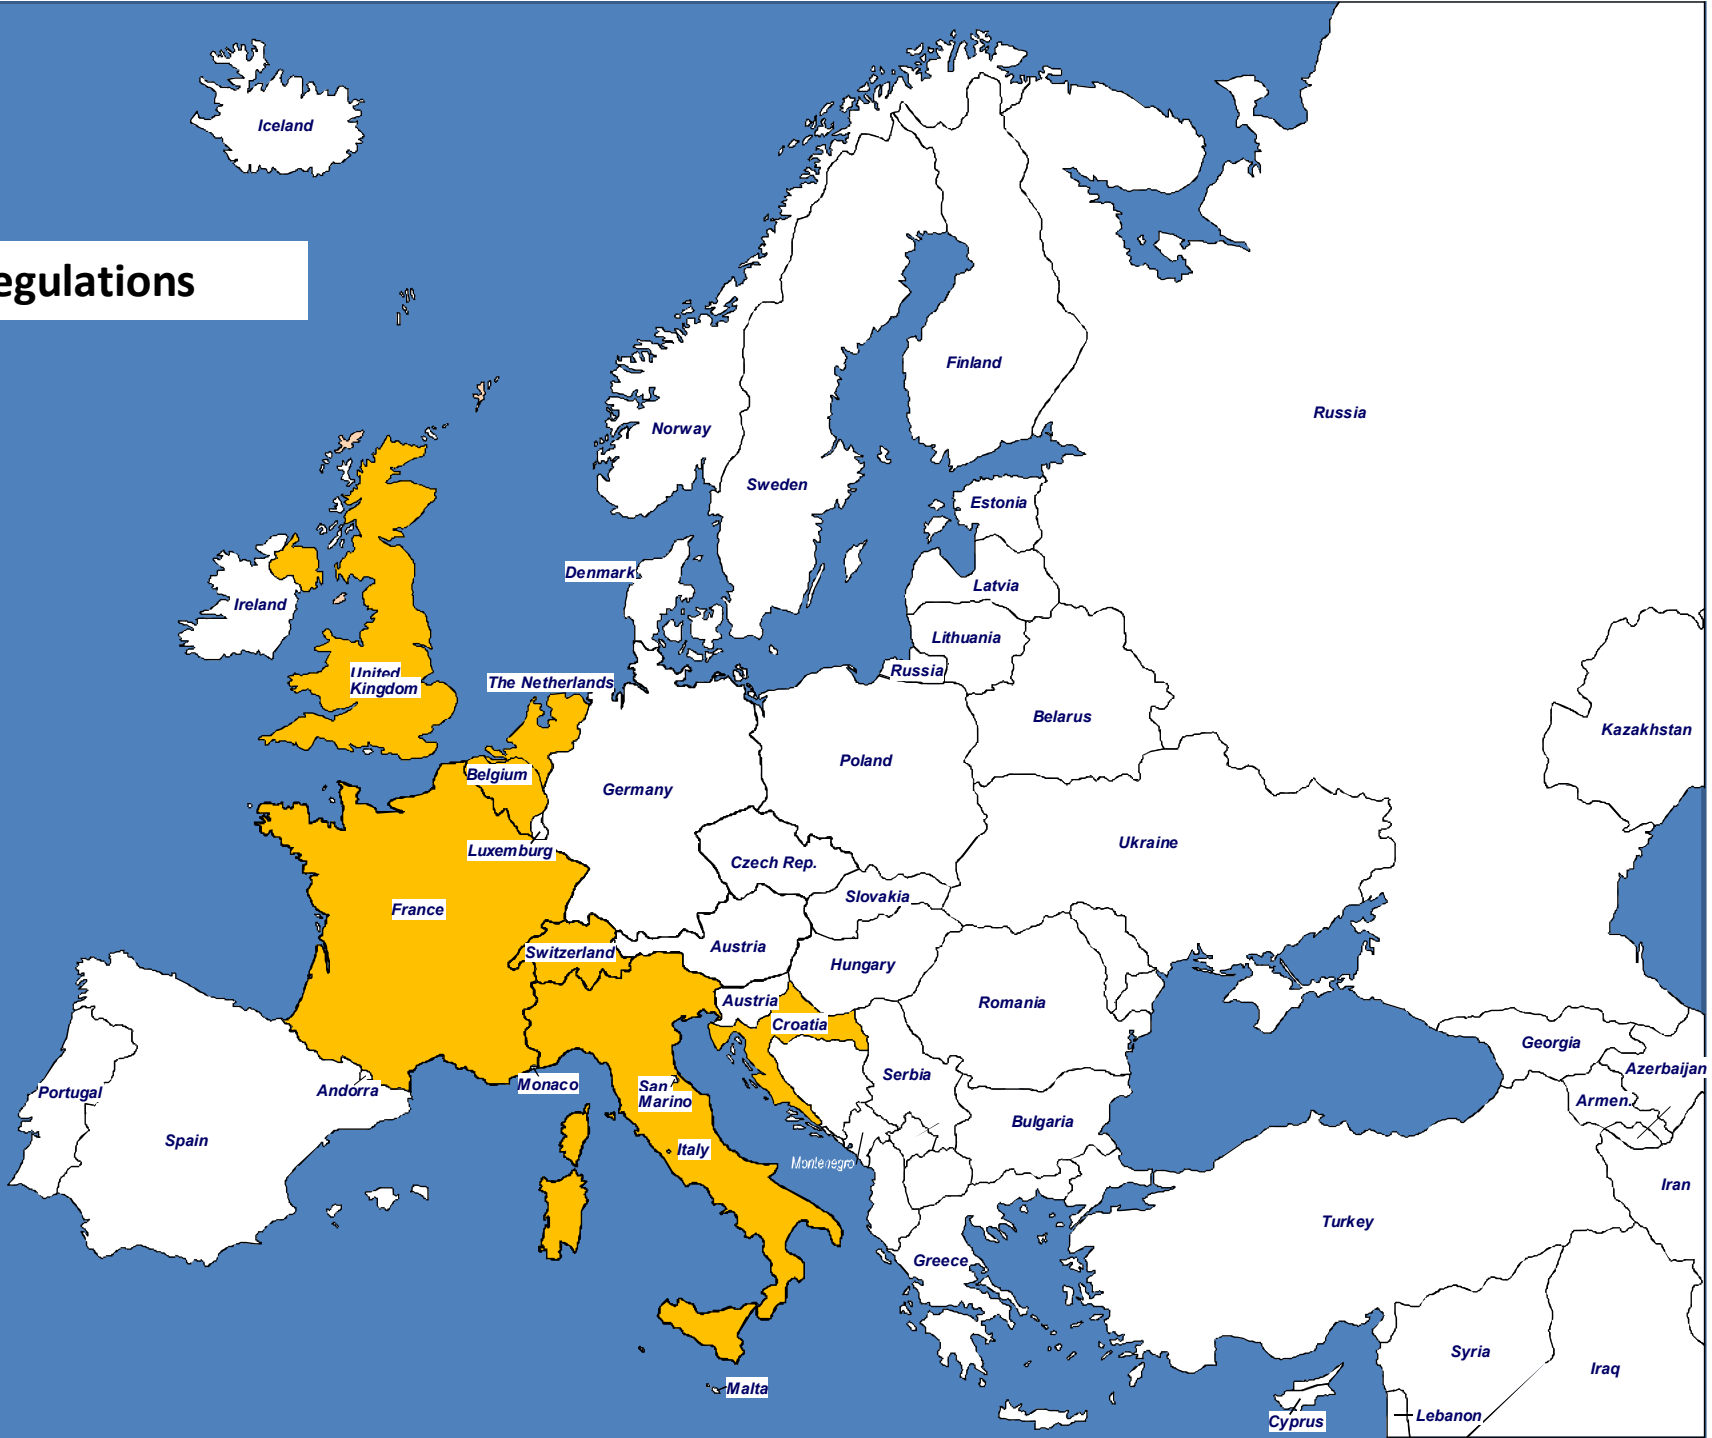 Iceland
egulations
Finland
Russia
Norway
Sweden
Estonia
Denmark
Latvia
Ireland
Lithuania
Russia
United
Kingdom
The Netherlands
Belarus
Kazakhstan
Poland
Belgium
Germany
Ukraine
Luxemburg
Czech Rep.
Slovakia
France
Austria
Switzerland
Hungary
Austria
Romania
Croatia
Georgia
Azerbaijan
Serbia
Monaco
San
Marino
Andorra
Portugal
Armen.
Bulgaria
Spain
Italy
Montenegro
Iran
Turkey
Greece
Syria
Iraq
Malta
Cyprus
Lebanon